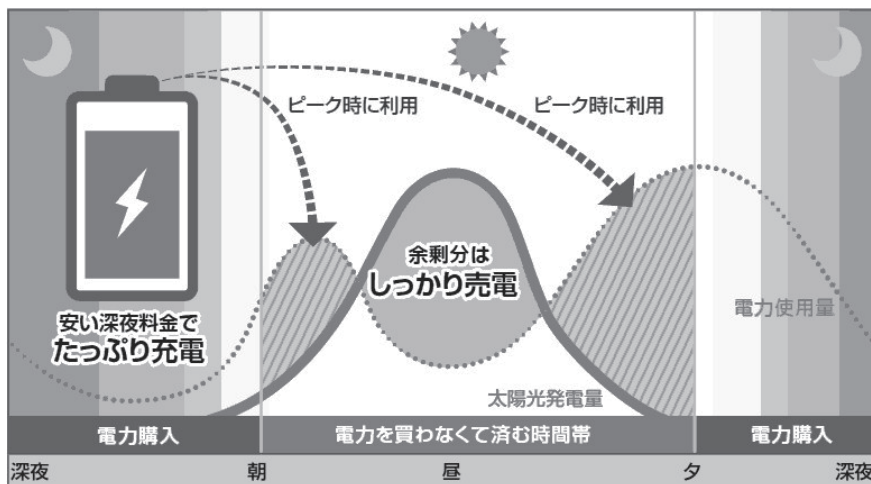 ピーク時に利用
ピーク時に利用
余剰分は
しっかり売電
安い深夜料金で
たっぷり充電
電力使用量
太陽光発電量
電力購入
電力を買わなくて済む時間帯
電力購入
深夜
朝
昼
夕
深夜